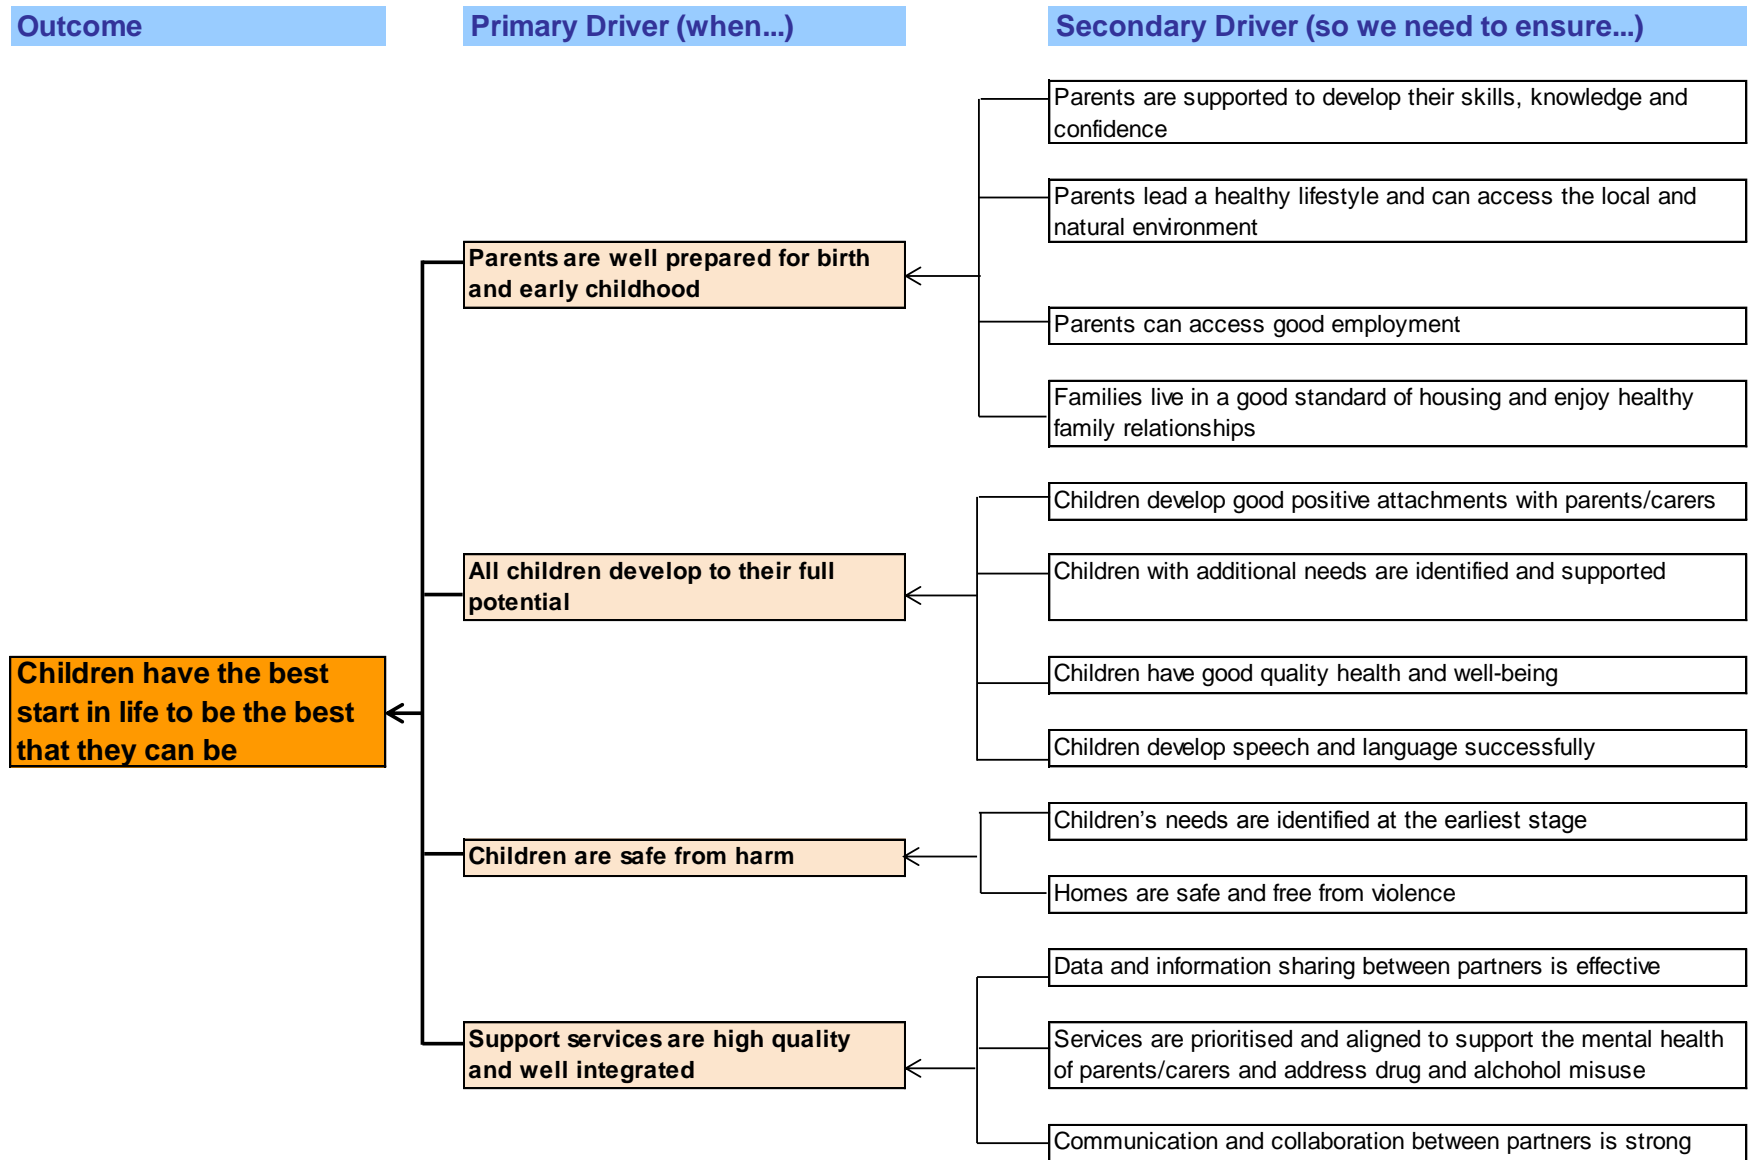 Outcome
Primary Driver (when...)
Secondary Driver (so we need to ensure...)
Children have the best
start in life to be the best
that they can be
Parents are well prepared for birth
and early childhood
Parents are supported to develop their skills, knowledge and
confidence
Parents lead a healthy lifestyle and can access the local and
natural environment
Parents can access good employment
Families live in a good standard of housing and enjoy healthy
family relationships
All children develop to their full
potential
Children develop good positive attachments with parents/carers
Children with additional needs are identified and supported
Children have good quality health and well-being
Children develop speech and language successfully
Children are safe from harm
Children’s needs are identified at the earliest stage
Homes are safe and free from violence
Support services are high quality
and well integrated
Data and information sharing between partners is effective
Services are prioritised and aligned to support the mental health
of parents/carers and address drug and alchohol misuse
Communication and collaboration between partners is strong